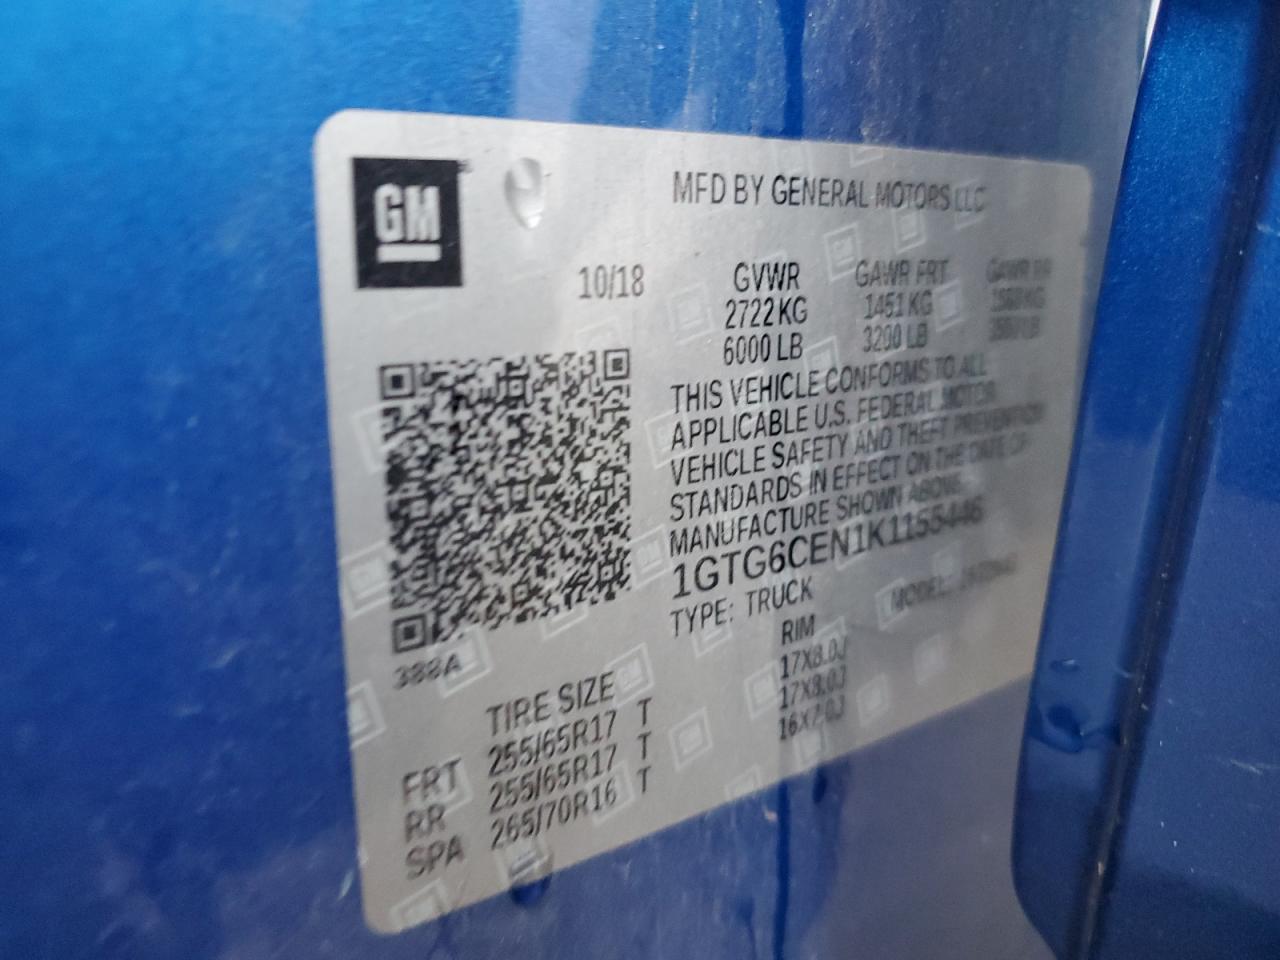 GM
MFD BY GENERAL MOTORS LLC
10/18
GVWR GAWR FRT GAWR RR
2722 KG 1451 KG
6000 LB 3200 LB
THIS VEHICLE CONFORMS TO ALL
APPLICABLE U.S. FEDERAL MOTOR
VEHICLE SAFETY AND THEFT PREVENTION
STANDARDS IN EFFECT ON THE DATE OF
MANUFACTURE SHOWN ABOVE.
1GTG6CEN1K1155446
TYPE: TRUCK MODEL:
388A
TIRE SIZE RIM
FRT 255/65R17 T 17X8.0J
RR 255/65R17 T 17X8.0J
SPA 265/70R16 T 16X7.0J